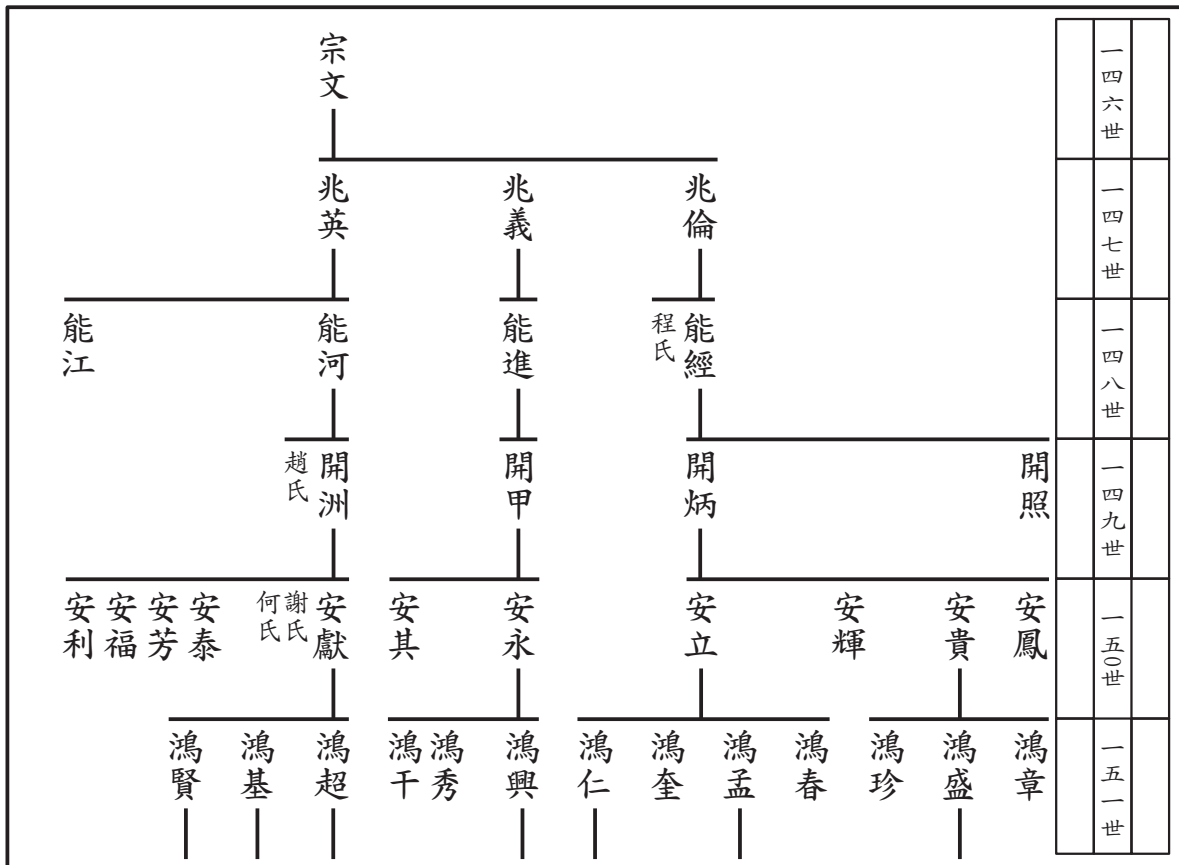 一四六世
宗文
一四七世
兆倫
兆義
兆英
一四八世
能經
程氏
能進
能河
能江
一四九世
開照
開炳
開甲
開洲
趙氏
一五〇世
安鳳
安貴
安輝
安立
安永
安其
安獻
謝氏
何氏
安泰
安芳
安福
安利
一五一世
鴻章
鴻盛
鴻珍
鴻春
鴻孟
鴻奎
鴻仁
鴻興
鴻秀
鴻干
鴻超
鴻基
鴻賢